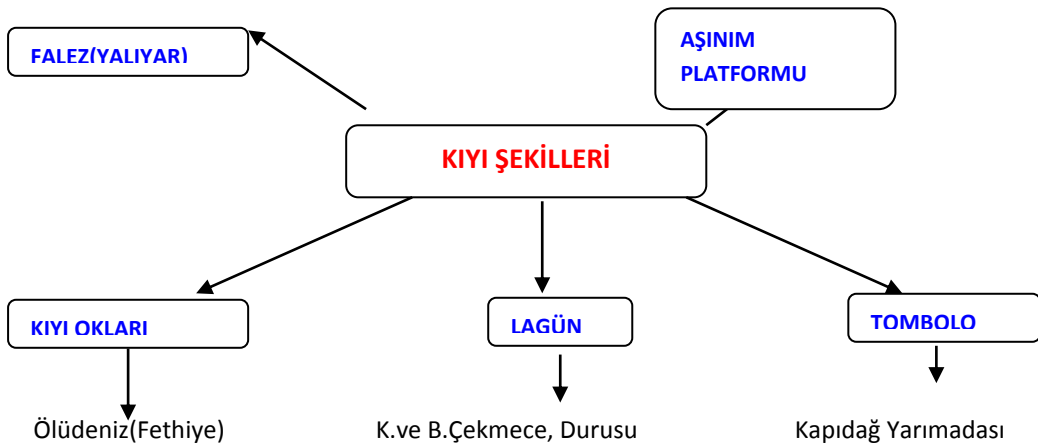 FALEZ(YALIYAR)
AŞINIM
PLATFORMU
KIYI ŞEKİLLERİ
KIYI OKLARI
LAGÜN
TOMBOLO
Ölüdeniz(Fethiye)
K.ve B.Çekmece, Durusu
Kapıdağ Yarımadası